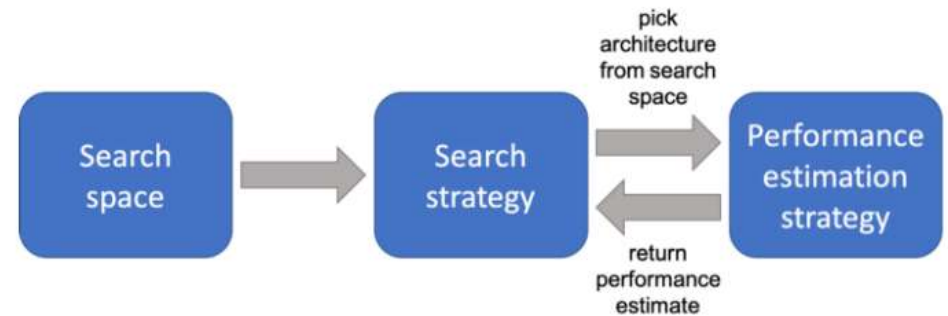 Search
space
Search
strategy
pick
architecture
from search
space
Performance
estimation
strategy
return
performance
estimate